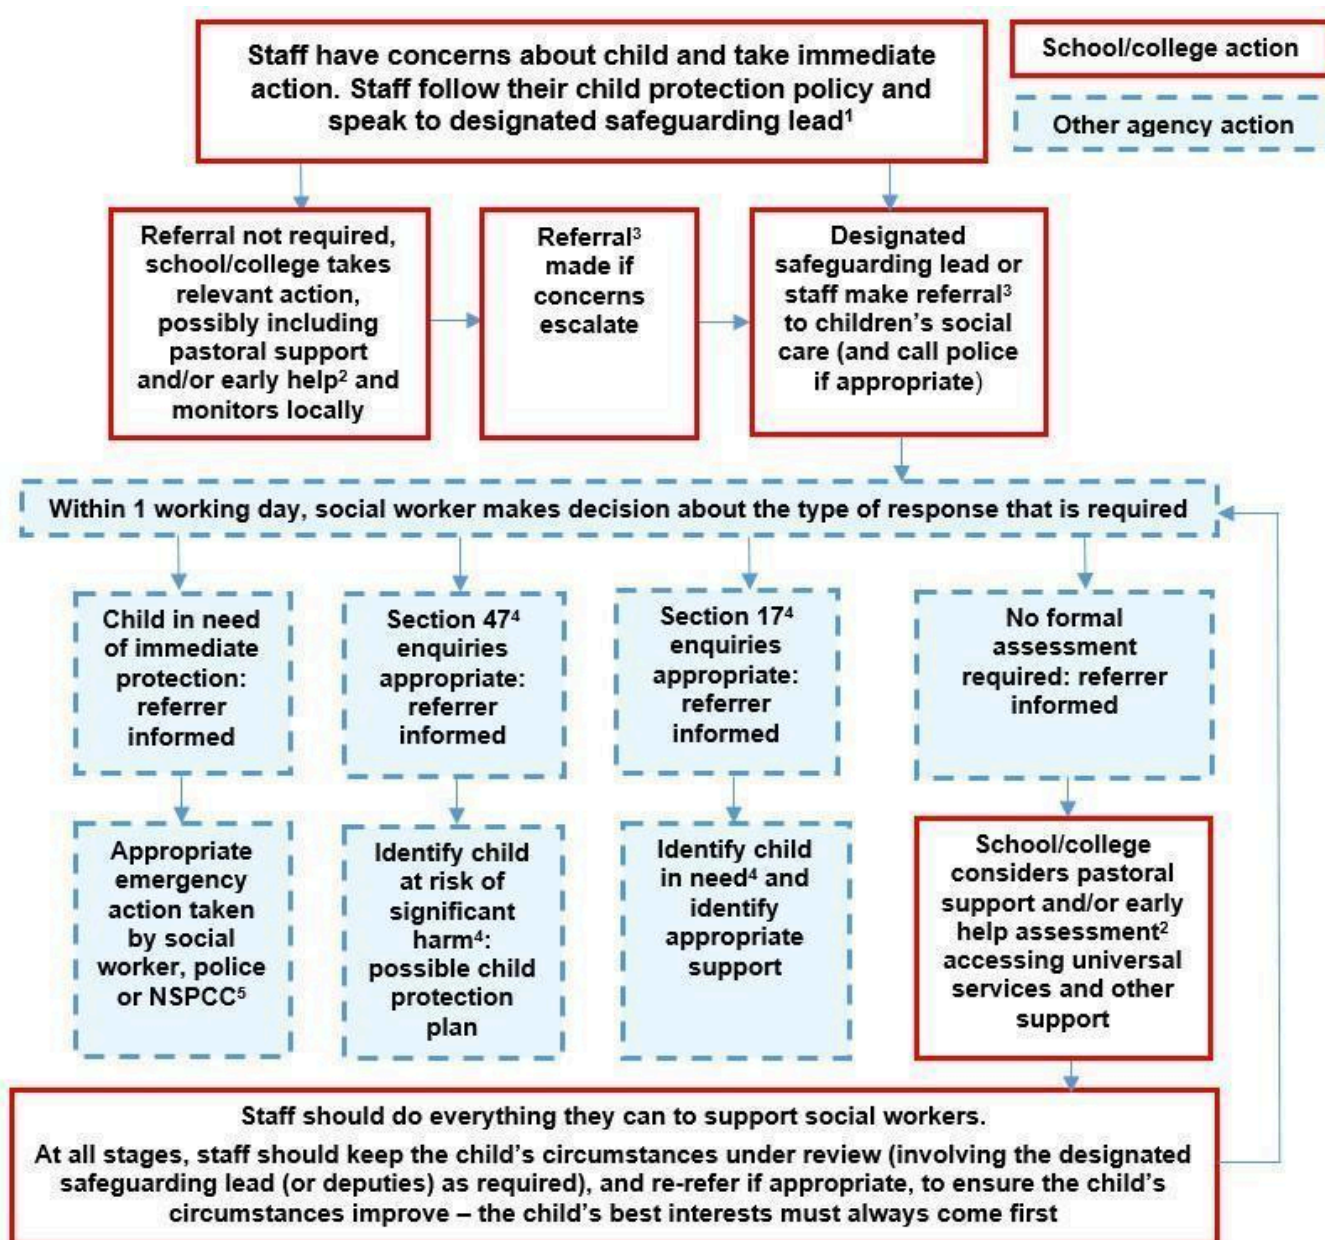 Staff have concerns about child and take immediate
action. Staff follow their child protection policy and
speak to designated safeguarding lead¹
School/college action
Other agency action
Referral not required,
school/college takes
relevant action,
possibly including
pastoral support
and/or early help² and
monitors locally
Referral³
made if
concerns
escalate
Designated
safeguarding lead or
staff make referral³
to children’s social
care (and call police
if appropriate)
Within 1 working day, social worker makes decision about the type of response that is required
Child in need
of immediate
protection:
referrer
informed
Section 47⁴
enquiries
appropriate:
referrer
informed
Section 17⁴
enquiries
appropriate:
referrer
informed
No formal
assessment
required: referrer
informed
Appropriate
emergency
action taken
by social
worker, police
or NSPCC⁵
Identify child
at risk of
significant
harm⁴:
possible child
protection
plan
Identify child
in need⁴ and
identify
appropriate
support
School/college
considers pastoral
support and/or early
help assessment²
accessing universal
services and other
support
Staff should do everything they can to support social workers.
At all stages, staff should keep the child’s circumstances under review (involving the designated
safeguarding lead (or deputies) as required), and re-refer if appropriate, to ensure the child’s
circumstances improve – the child’s best interests must always come first